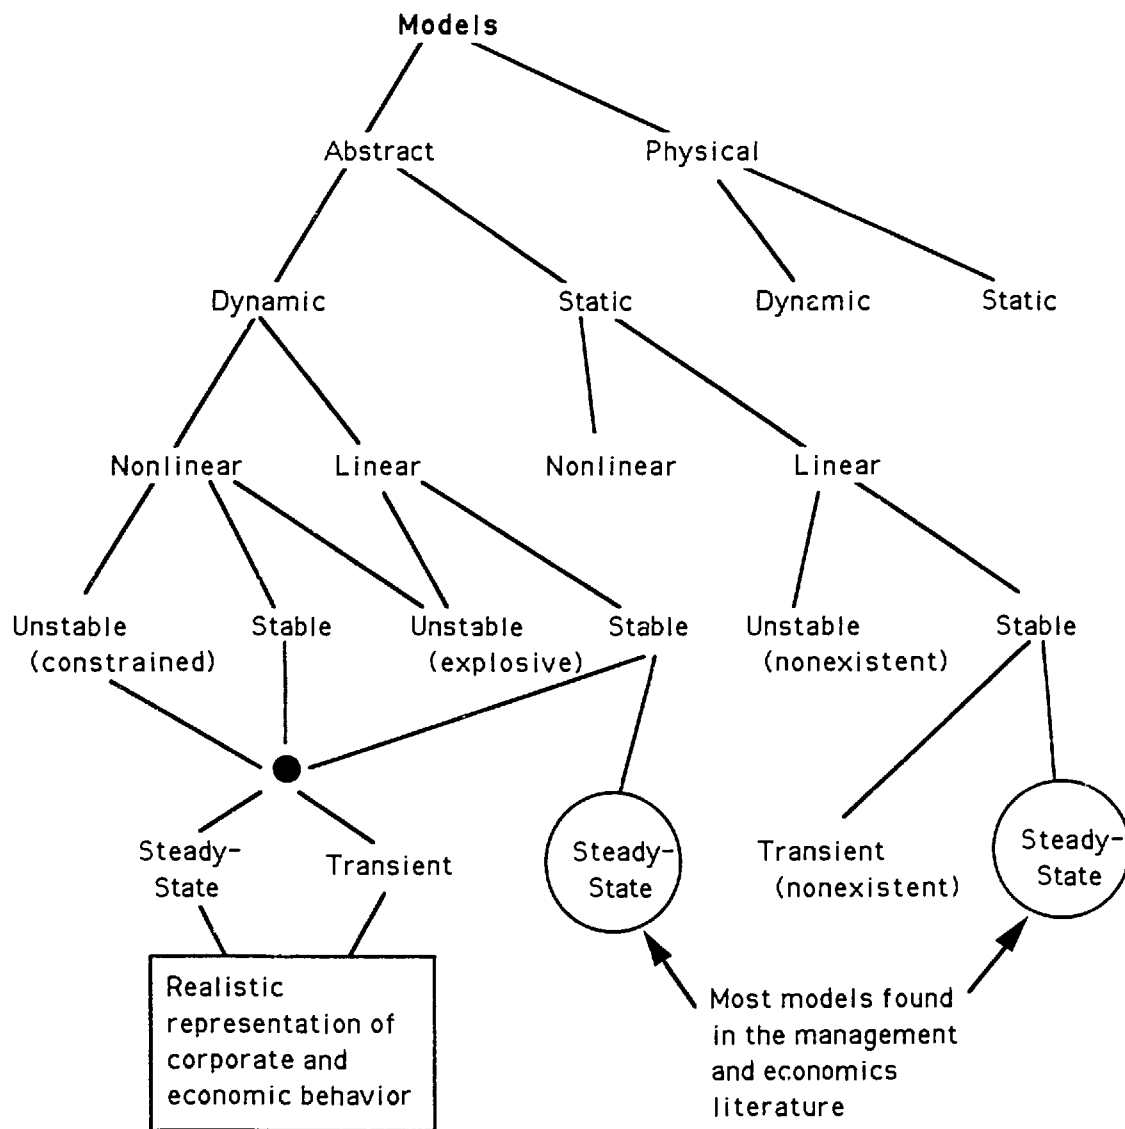 Models
Abstract
Physical
Dynamic
Static
Dynamic
Static
Nonlinear
Linear
Nonlinear
Linear
Unstable
(constrained)
Stable
Unstable
(explosive)
Stable
Unstable
(nonexistent)
Stable
Steady-
State
Transient
Steady-
State
Transient
(nonexistent)
Steady-
State
Realistic
representation of
corporate and
economic behavior
Most models found
in the management
and economics
literature